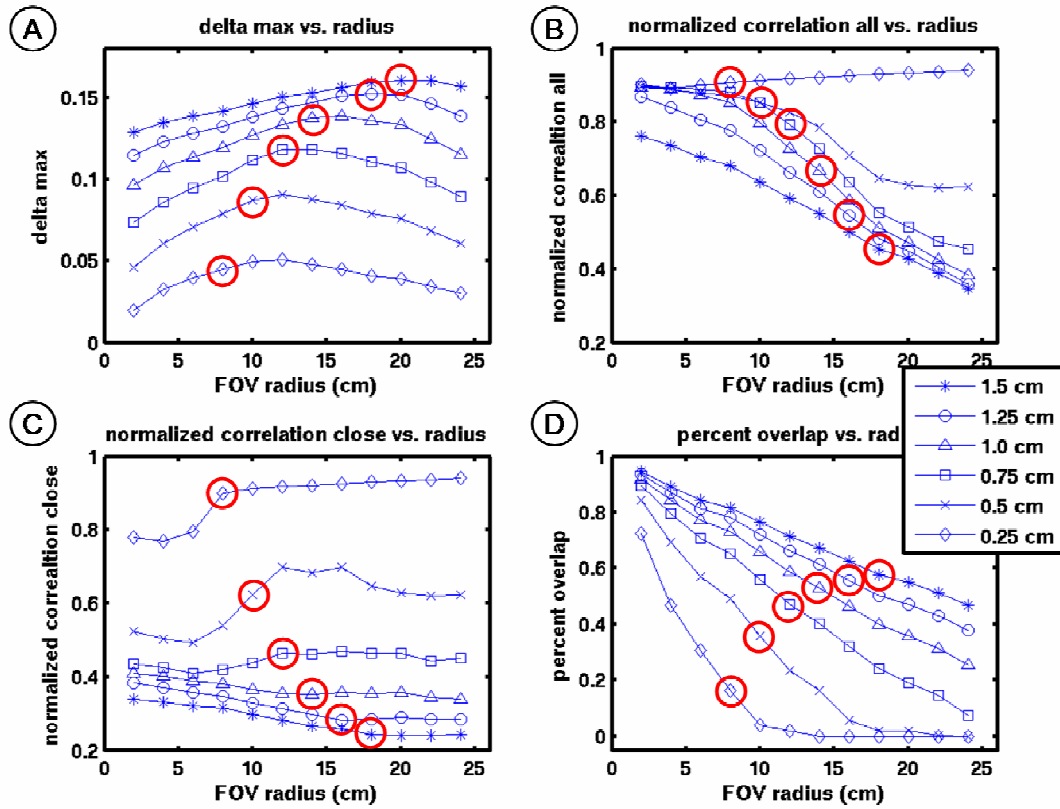 A
delta max vs. radius
delta max
0.15
0.1
0.05
0
0 5 10 15 20 25
FOV radius (cm)
B
normalized correlation all vs. radius
normalized correaltion all
1
0.8
0.6
0.4
0.2
0 5 10 15 20 25
FOV radius (cm)
C
normalized correlation close vs. radius
normalized correaltion close
1
0.8
0.6
0.4
0.2
0 5 10 15 20 25
FOV radius (cm)
D
percent overlap vs. rad
percent overlap
1
0.8
0.6
0.4
0.2
0
0 5 10 15 20 25
FOV radius (cm)
1.5 cm
1.25 cm
1.0 cm
0.75 cm
0.5 cm
0.25 cm